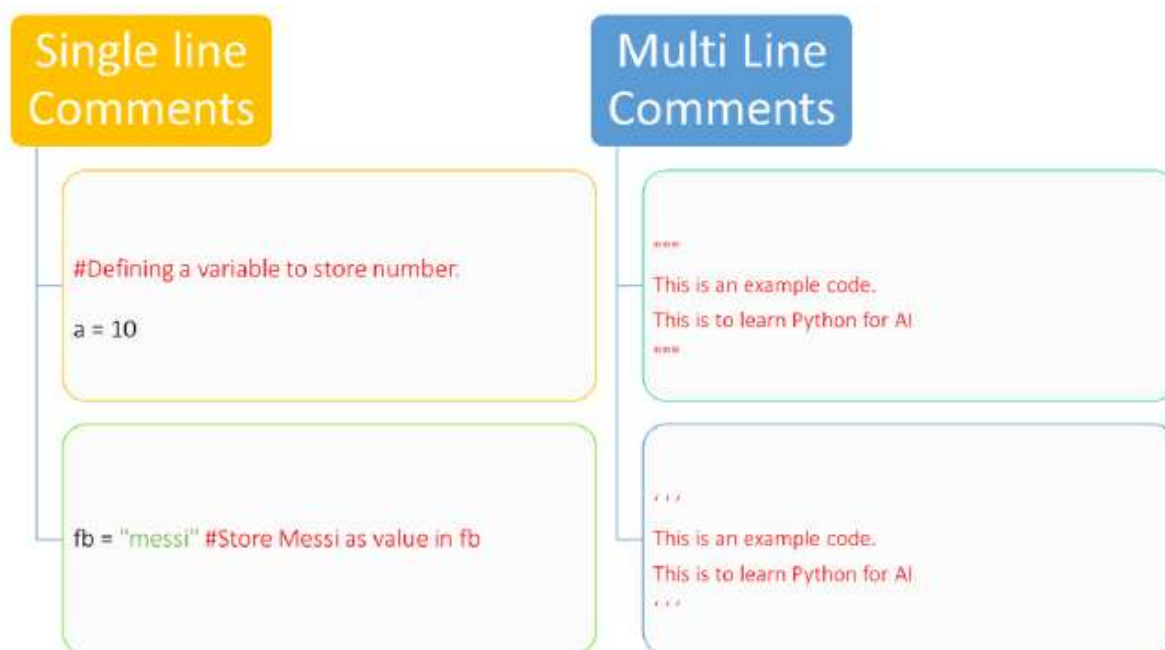 Single line
Comments
#Defining a variable to store number.
a = 10
fb = "messi" #Store Messi as value in fb
Multi Line
Comments
"""
This is an example code.
This is to learn Python for AI
"""
‘ ‘ ‘
This is an example code.
This is to learn Python for AI
‘ ‘ ‘